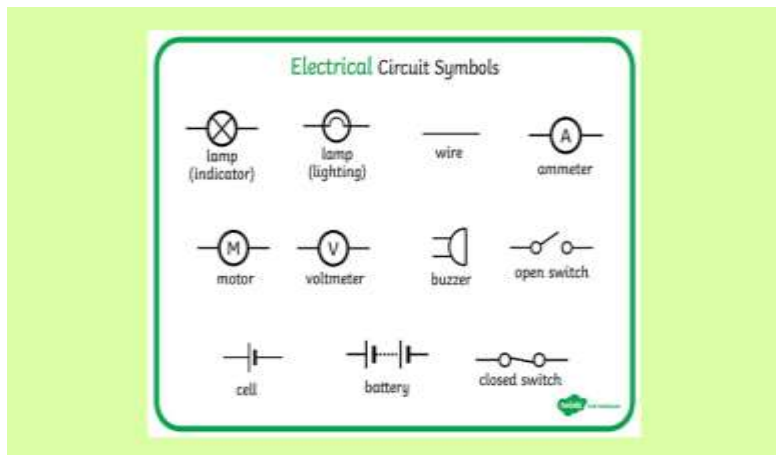 Electrical Circuit Symbols
lamp
(indicator)
lamp
(lighting)
wire
A
ammeter
M
motor
V
voltmeter
buzzer
open switch
cell
battery
closed switch